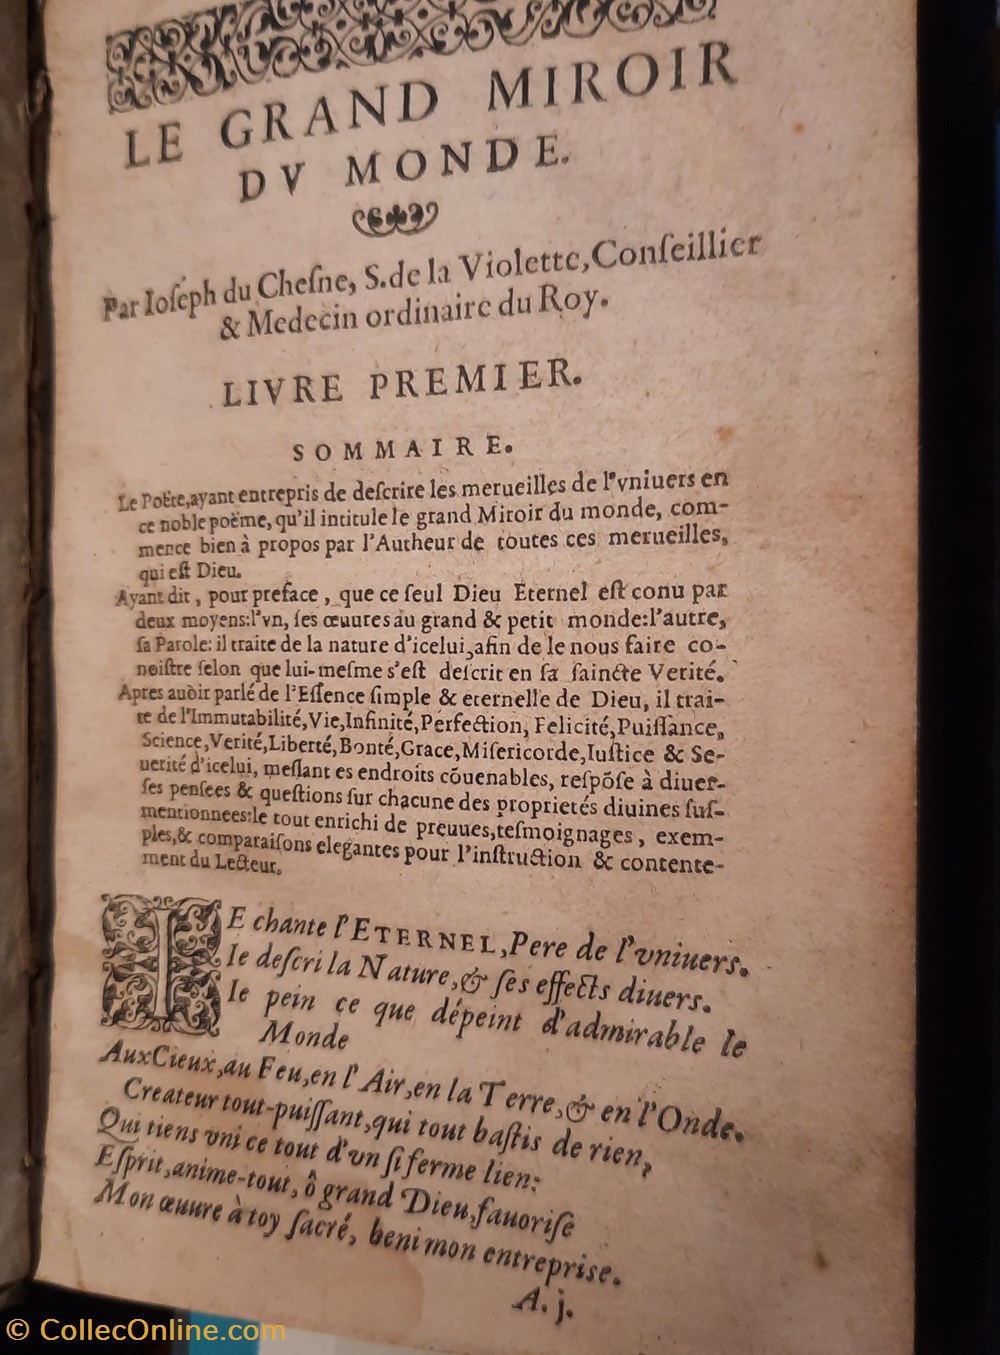 LE GRAND MIROIR
DV MONDE.
Par Ioſeph du Cheſne, S. de la Violette, Conſeillier
& Medecin ordinaire du Roy.
LIVRE PREMIER.
SOMMAIRE.
Le Poëte, ayant entrepris de deſcrire les merueilles de l'vniuers en
ce noble poëme, qu'il intitule le grand Miroir du monde, com-
mence bien à propos par l'Autheur de toutes ces merueilles,
qui eſt Dieu.
Ayant dit, pour preface, que ce ſeul Dieu Eternel eſt conu par
deux moyens: l'vn, ſes œuures au grand & petit monde: l'autre,
ſa Parole: il traite de la nature d'icelui, afin de le nous faire co-
noiſtre ſelon que lui-meſme s'eſt deſcrit en ſa ſaincte Verité.
Apres auoir parlé de l'Eſſence ſimple & eternelle de Dieu, il trai-
te de l'Immutabilité, Vie, Infinité, Perfection, Felicité, Puiſſance,
Science, Verité, Liberté, Bonté, Grace, Miſericorde, Iuſtice & Se-
uerité d'icelui, meſlant es endroits cõuenables, reſpõſe à diuer-
ſes penſees & queſtions ſur chacune des proprietés diuines ſuſ-
mentionnees: le tout enrichi de preuues, teſmoignages, exem-
ples, & comparaiſons elegantes pour l'inſtruction & contente-
ment du Lecteur.
IE chante l'ETERNEL, Pere de l'vniuers.
Ie deſcri la Nature, & ſes effects diuers.
Ie pein ce que dépeint d'admirable le
Monde
Aux Cieux, au Feu, en l'Air, en la Terre, & en l'Onde.
Createur tout-puiſſant, qui tout baſtis de rien,
Qui tiens vni ce tout d'vn ſi ferme lien:
Eſprit, anime-tout, ô grand Dieu, fauoriſe
Mon œuure à toy ſacré, beni mon entrepriſe.
A. j.
© CollecOnline.com